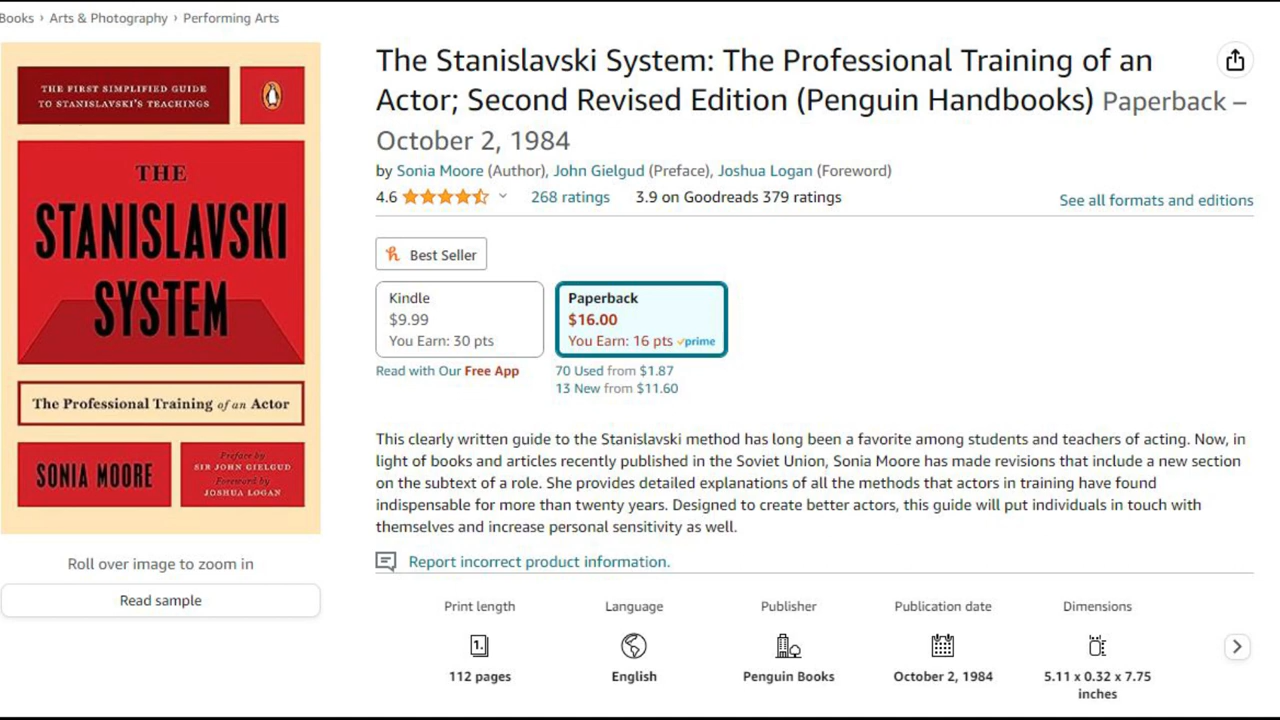 Books › Arts & Photography › Performing Arts
THE FIRST SIMPLIFIED GUIDE
TO STANISLAVSKI'S TEACHINGS
THE
STANISLAVSKI
SYSTEM
The Professional Training of an Actor
SONIA MOORE
Preface by
SIR JOHN GIELGUD
Foreword by
JOSHUA LOGAN
Roll over image to zoom in
Read sample
The Stanislavski System: The Professional Training of an
Actor; Second Revised Edition (Penguin Handbooks) Paperback –
October 2, 1984
by Sonia Moore (Author), John Gielgud (Preface), Joshua Logan (Foreword)
4.6 268 ratings 3.9 on Goodreads 379 ratings
See all formats and editions
Best Seller
Kindle
$9.99
You Earn: 30 pts
Paperback
$16.00
You Earn: 16 pts prime
Read with Our Free App
70 Used from $1.87
13 New from $11.60
This clearly written guide to the Stanislavski method has long been a favorite among students and teachers of acting. Now, in
light of books and articles recently published in the Soviet Union, Sonia Moore has made revisions that include a new section
on the subtext of a role. She provides detailed explanations of all the methods that actors in training have found
indispensable for more than twenty years. Designed to create better actors, this guide will put individuals in touch with
themselves and increase personal sensitivity as well.
Report incorrect product information.
Print length
1.
112 pages
Language
English
Publisher
Penguin Books
Publication date
October 2, 1984
Dimensions
5.11 x 0.32 x 7.75
inches